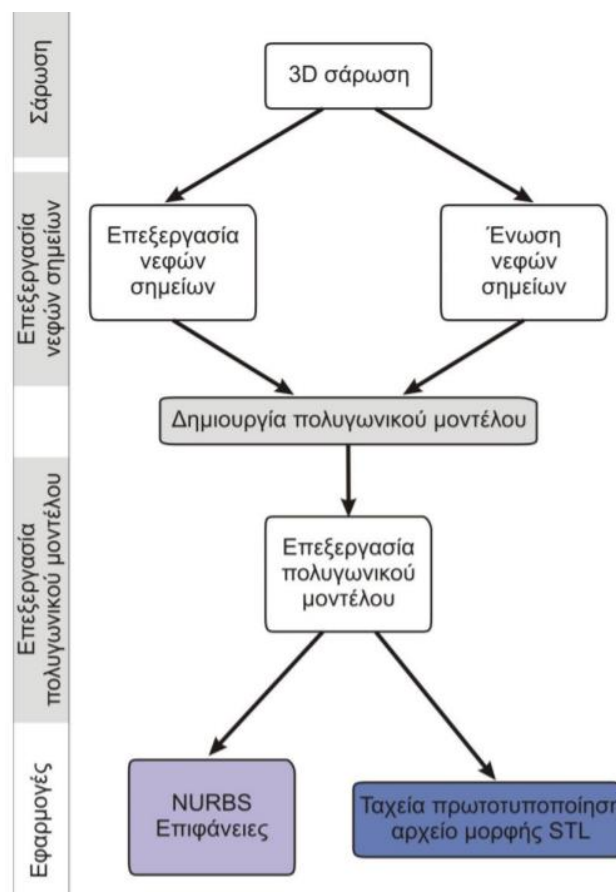 Σάρωση
3D σάρωση
Επεξεργασία
νεφών σημείων
Επεξεργασία
νεφών
σημείων
Ένωση
νεφών
σημείων
Δημιουργία πολυγωνικού μοντέλου
Επεξεργασία
πολυγωνικού μοντέλου
Επεξεργασία
πολυγωνικού
μοντέλου
Εφαρμογές
NURBS
Επιφάνειες
Ταχεία πρωτοτυποποίηση
αρχείο μορφής STL